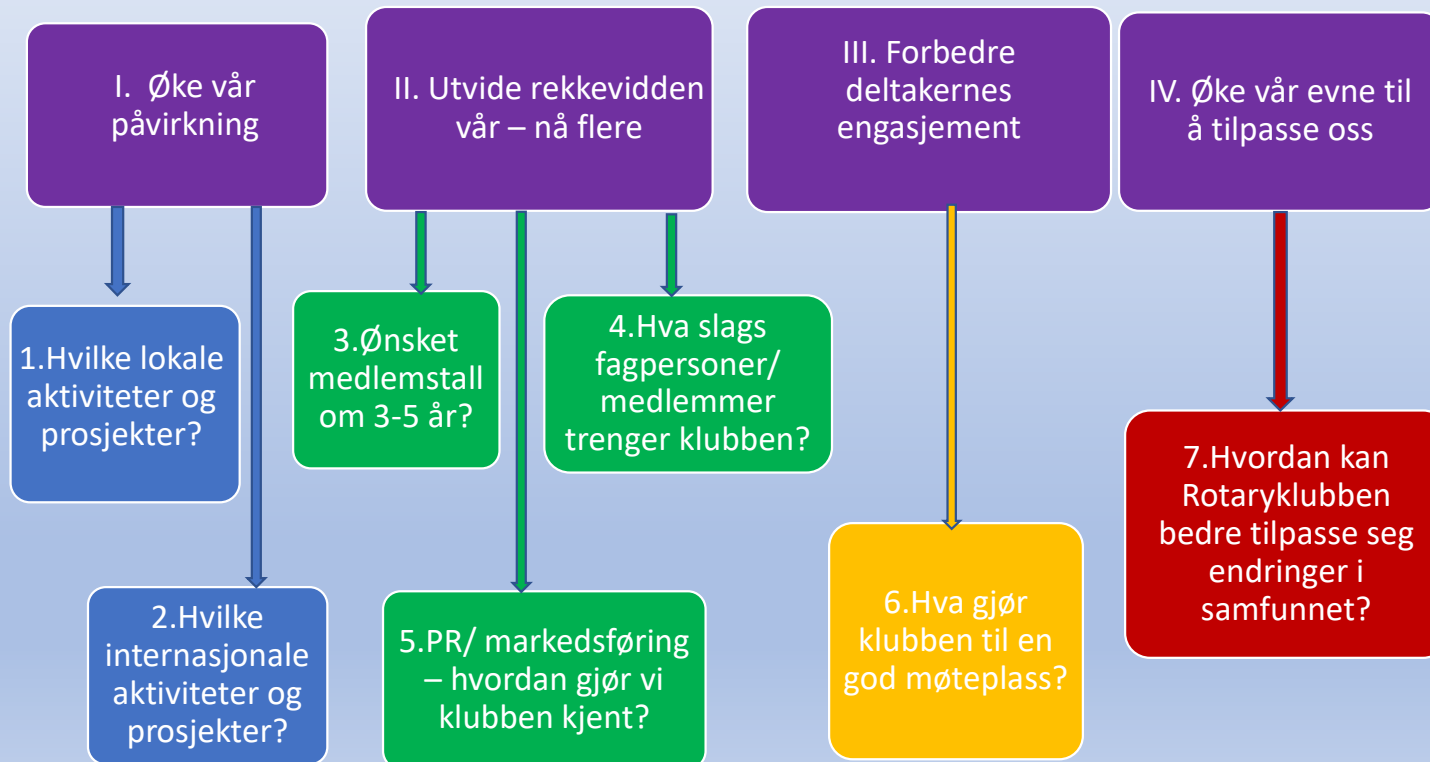 I. Øke vår
påvirkning
II. Utvide rekkevidden
vår – nå flere
III. Forbedre
deltakernes
engasjement
IV. Øke vår evne til
å tilpasse oss
1.Hvilke lokale
aktiviteter og
prosjekter?
3.Ønsket
medlemstall
om 3-5 år?
4.Hva slags
fagpersoner/
medlemmer
trenger klubben?
7.Hvordan kan
Rotaryklubben
bedre tilpasse seg
endringer i
samfunnet?
2.Hvilke
internasjonale
aktiviteter og
prosjekter?
5.PR/ markedsføring
– hvordan gjør vi
klubben kjent?
6.Hva gjør
klubben til en
god møteplass?